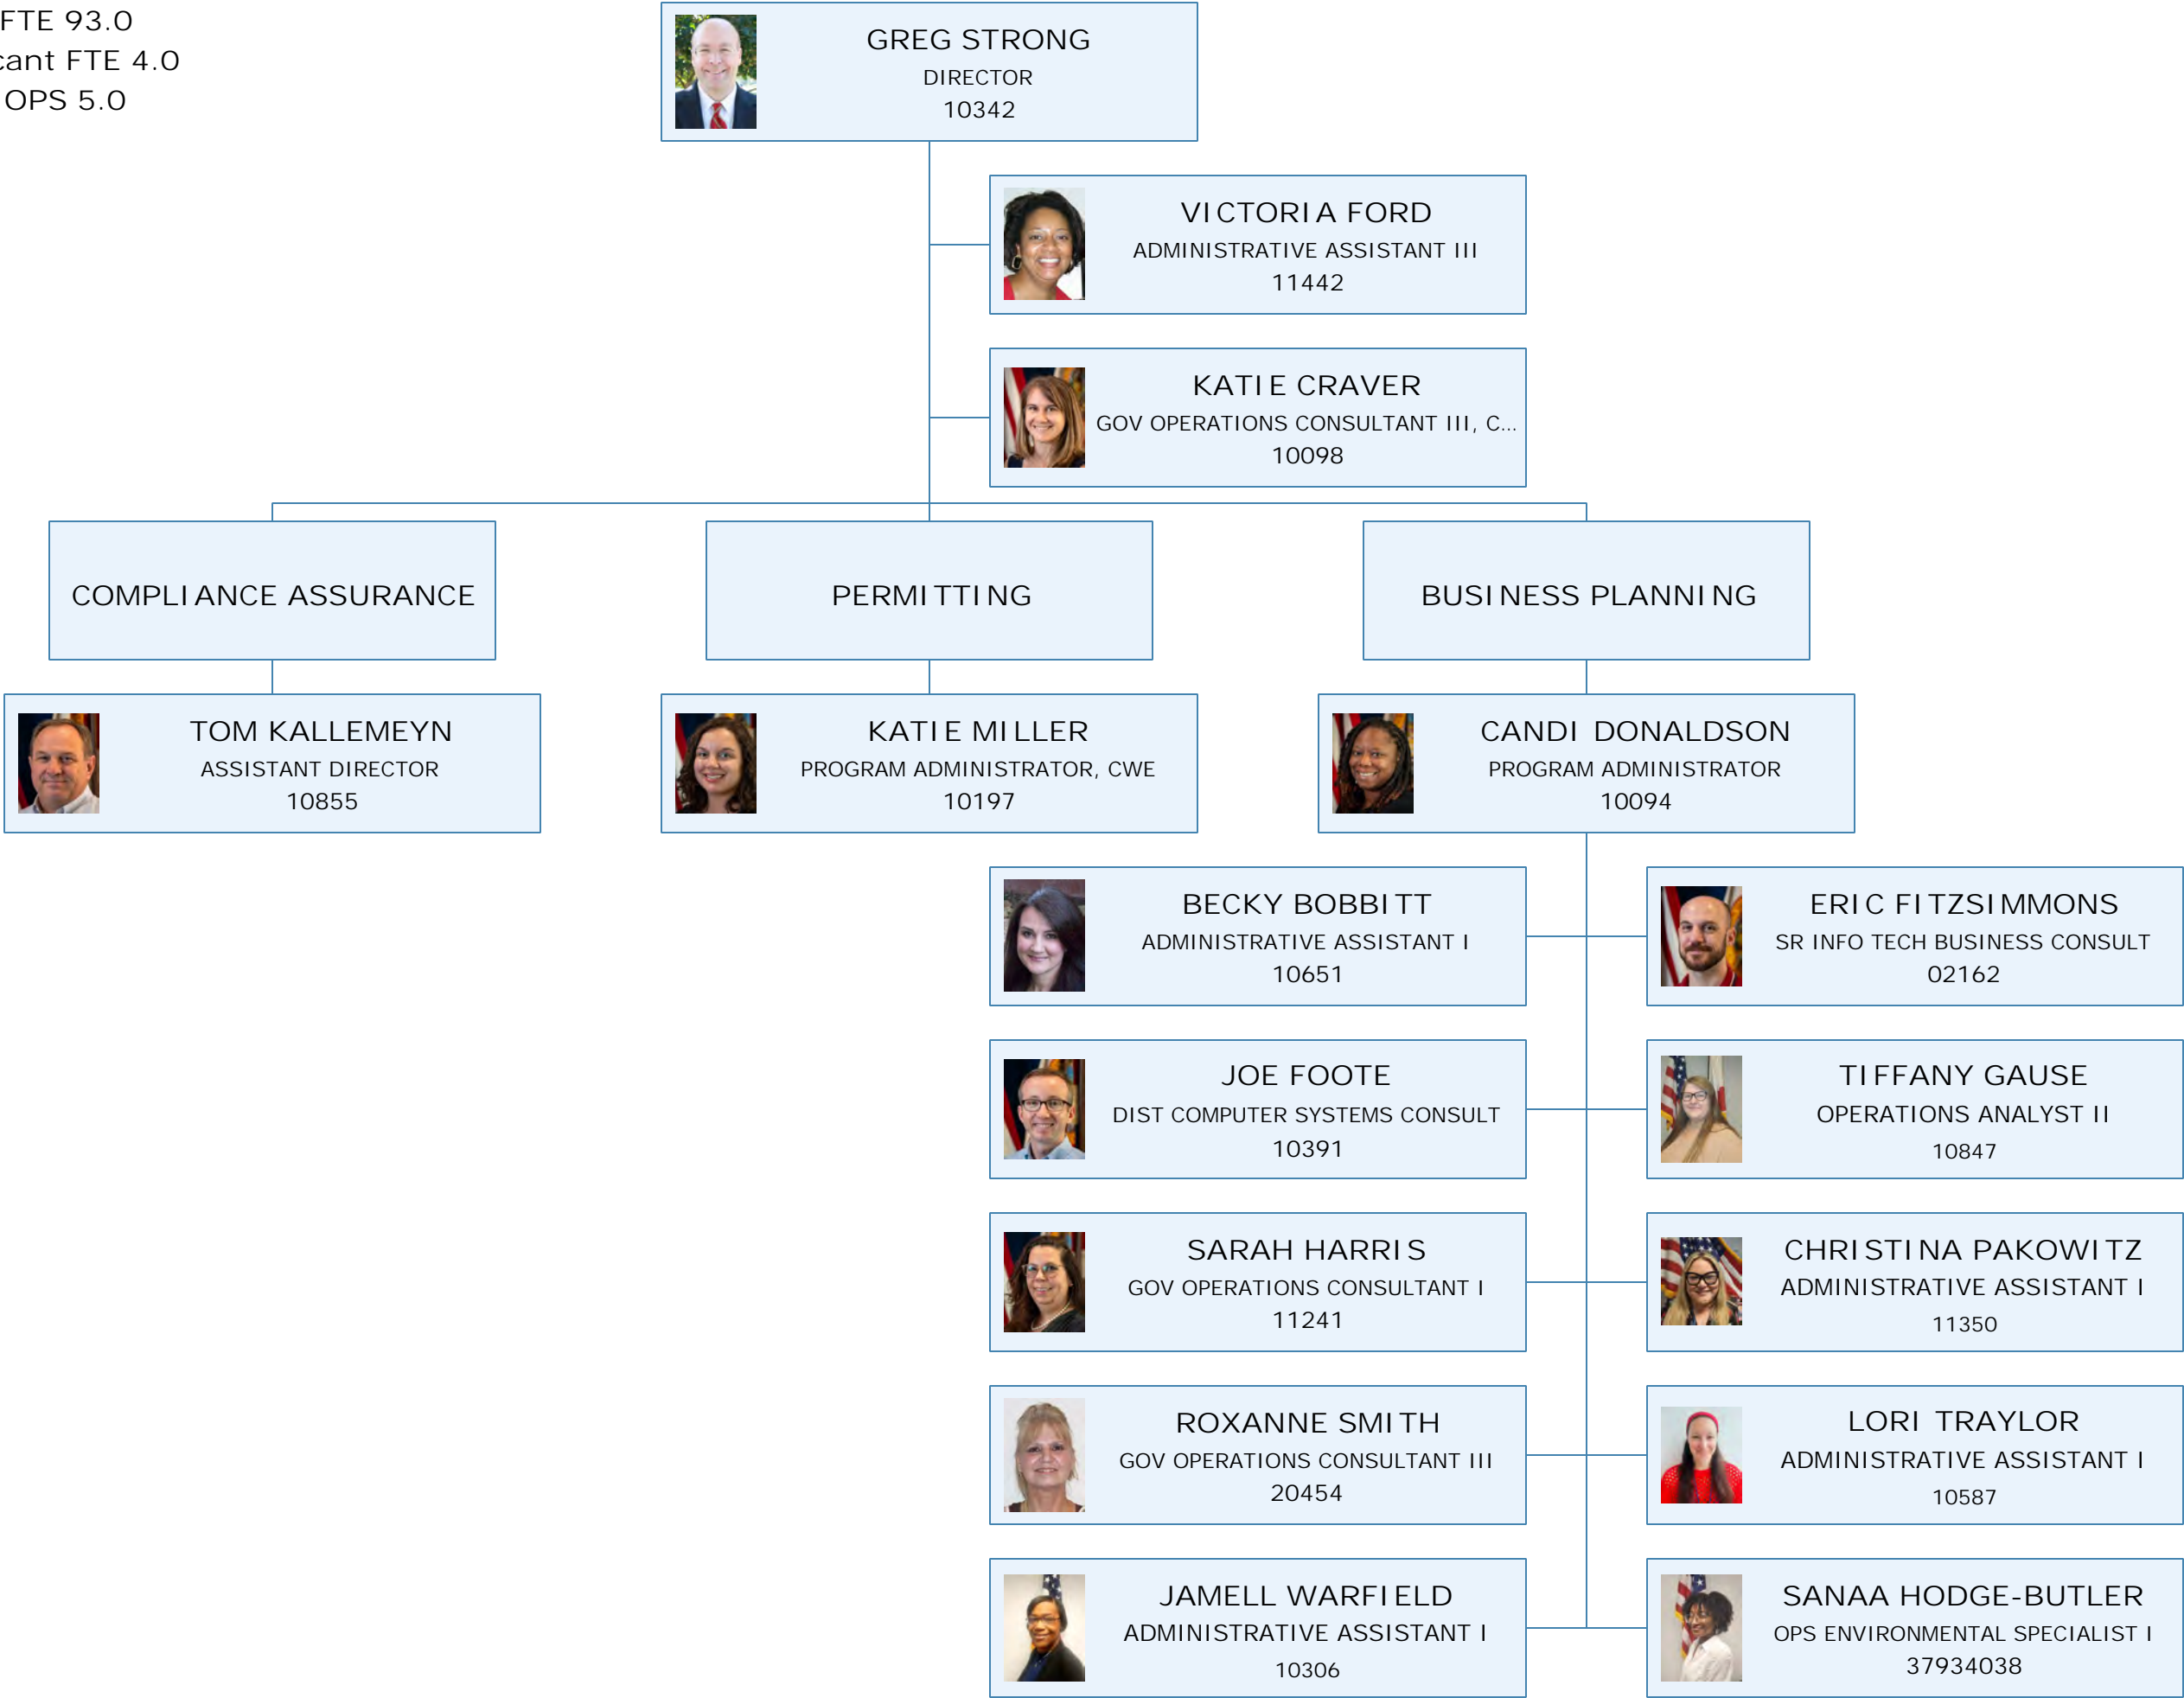 FTE 93.0
cant FTE 4.0
OPS 5.0
GREG STRONG
DIRECTOR
10342
VICTORIA FORD
ADMINISTRATIVE ASSISTANT III
11442
KATIE CRAVER
GOV OPERATIONS CONSULTANT III, C...
10098
COMPLIANCE ASSURANCE
PERMITTING
BUSINESS PLANNING
TOM KALLEMEYN
ASSISTANT DIRECTOR
10855
KATIE MILLER
PROGRAM ADMINISTRATOR, CWE
10197
CANDI DONALDSON
PROGRAM ADMINISTRATOR
10094
BECKY BOBBITT
ADMINISTRATIVE ASSISTANT I
10651
ERIC FITZSIMMONS
SR INFO TECH BUSINESS CONSULT
02162
JOE FOOTE
DIST COMPUTER SYSTEMS CONSULT
10391
TIFFANY GAUSE
OPERATIONS ANALYST II
10847
SARAH HARRIS
GOV OPERATIONS CONSULTANT I
11241
CHRISTINA PAKOWITZ
ADMINISTRATIVE ASSISTANT I
11350
ROXANNE SMITH
GOV OPERATIONS CONSULTANT III
20454
LORI TRAYLOR
ADMINISTRATIVE ASSISTANT I
10587
JAMELL WARFIELD
ADMINISTRATIVE ASSISTANT I
10306
SANAA HODGE-BUTLER
OPS ENVIRONMENTAL SPECIALIST I
37934038